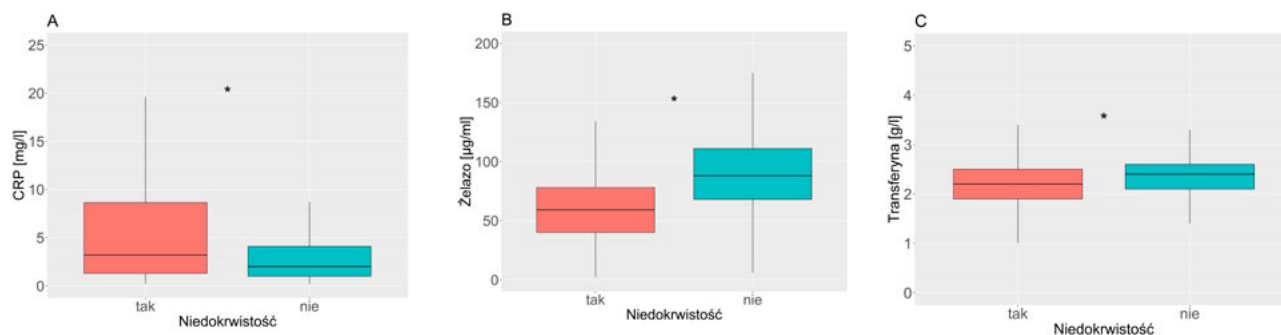 A
CRP [mg/l]
25
20
15
10
5
0
*
tak
nie
Niedokrwistość
B
Żelazo [µg/ml]
200
150
100
50
0
*
tak
nie
Niedokrwistość
C
Transferyna [g/l]
5
4
3
2
1
0
*
tak
nie
Niedokrwistość